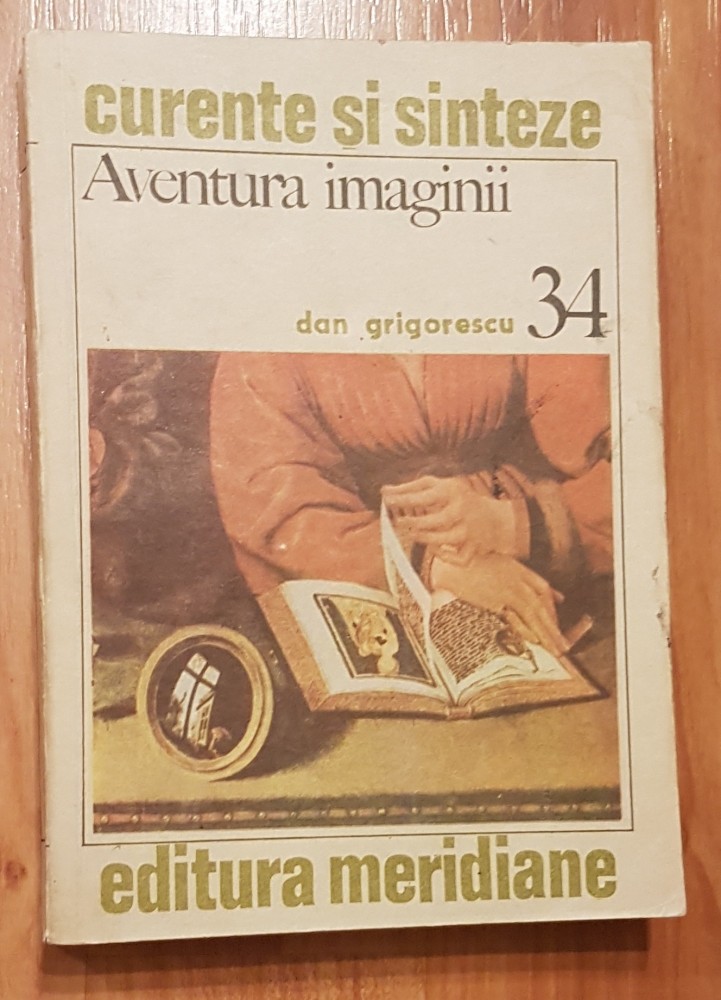 curente și sinteze
Aventura imaginii
dan grigorescu 34
editura meridiane